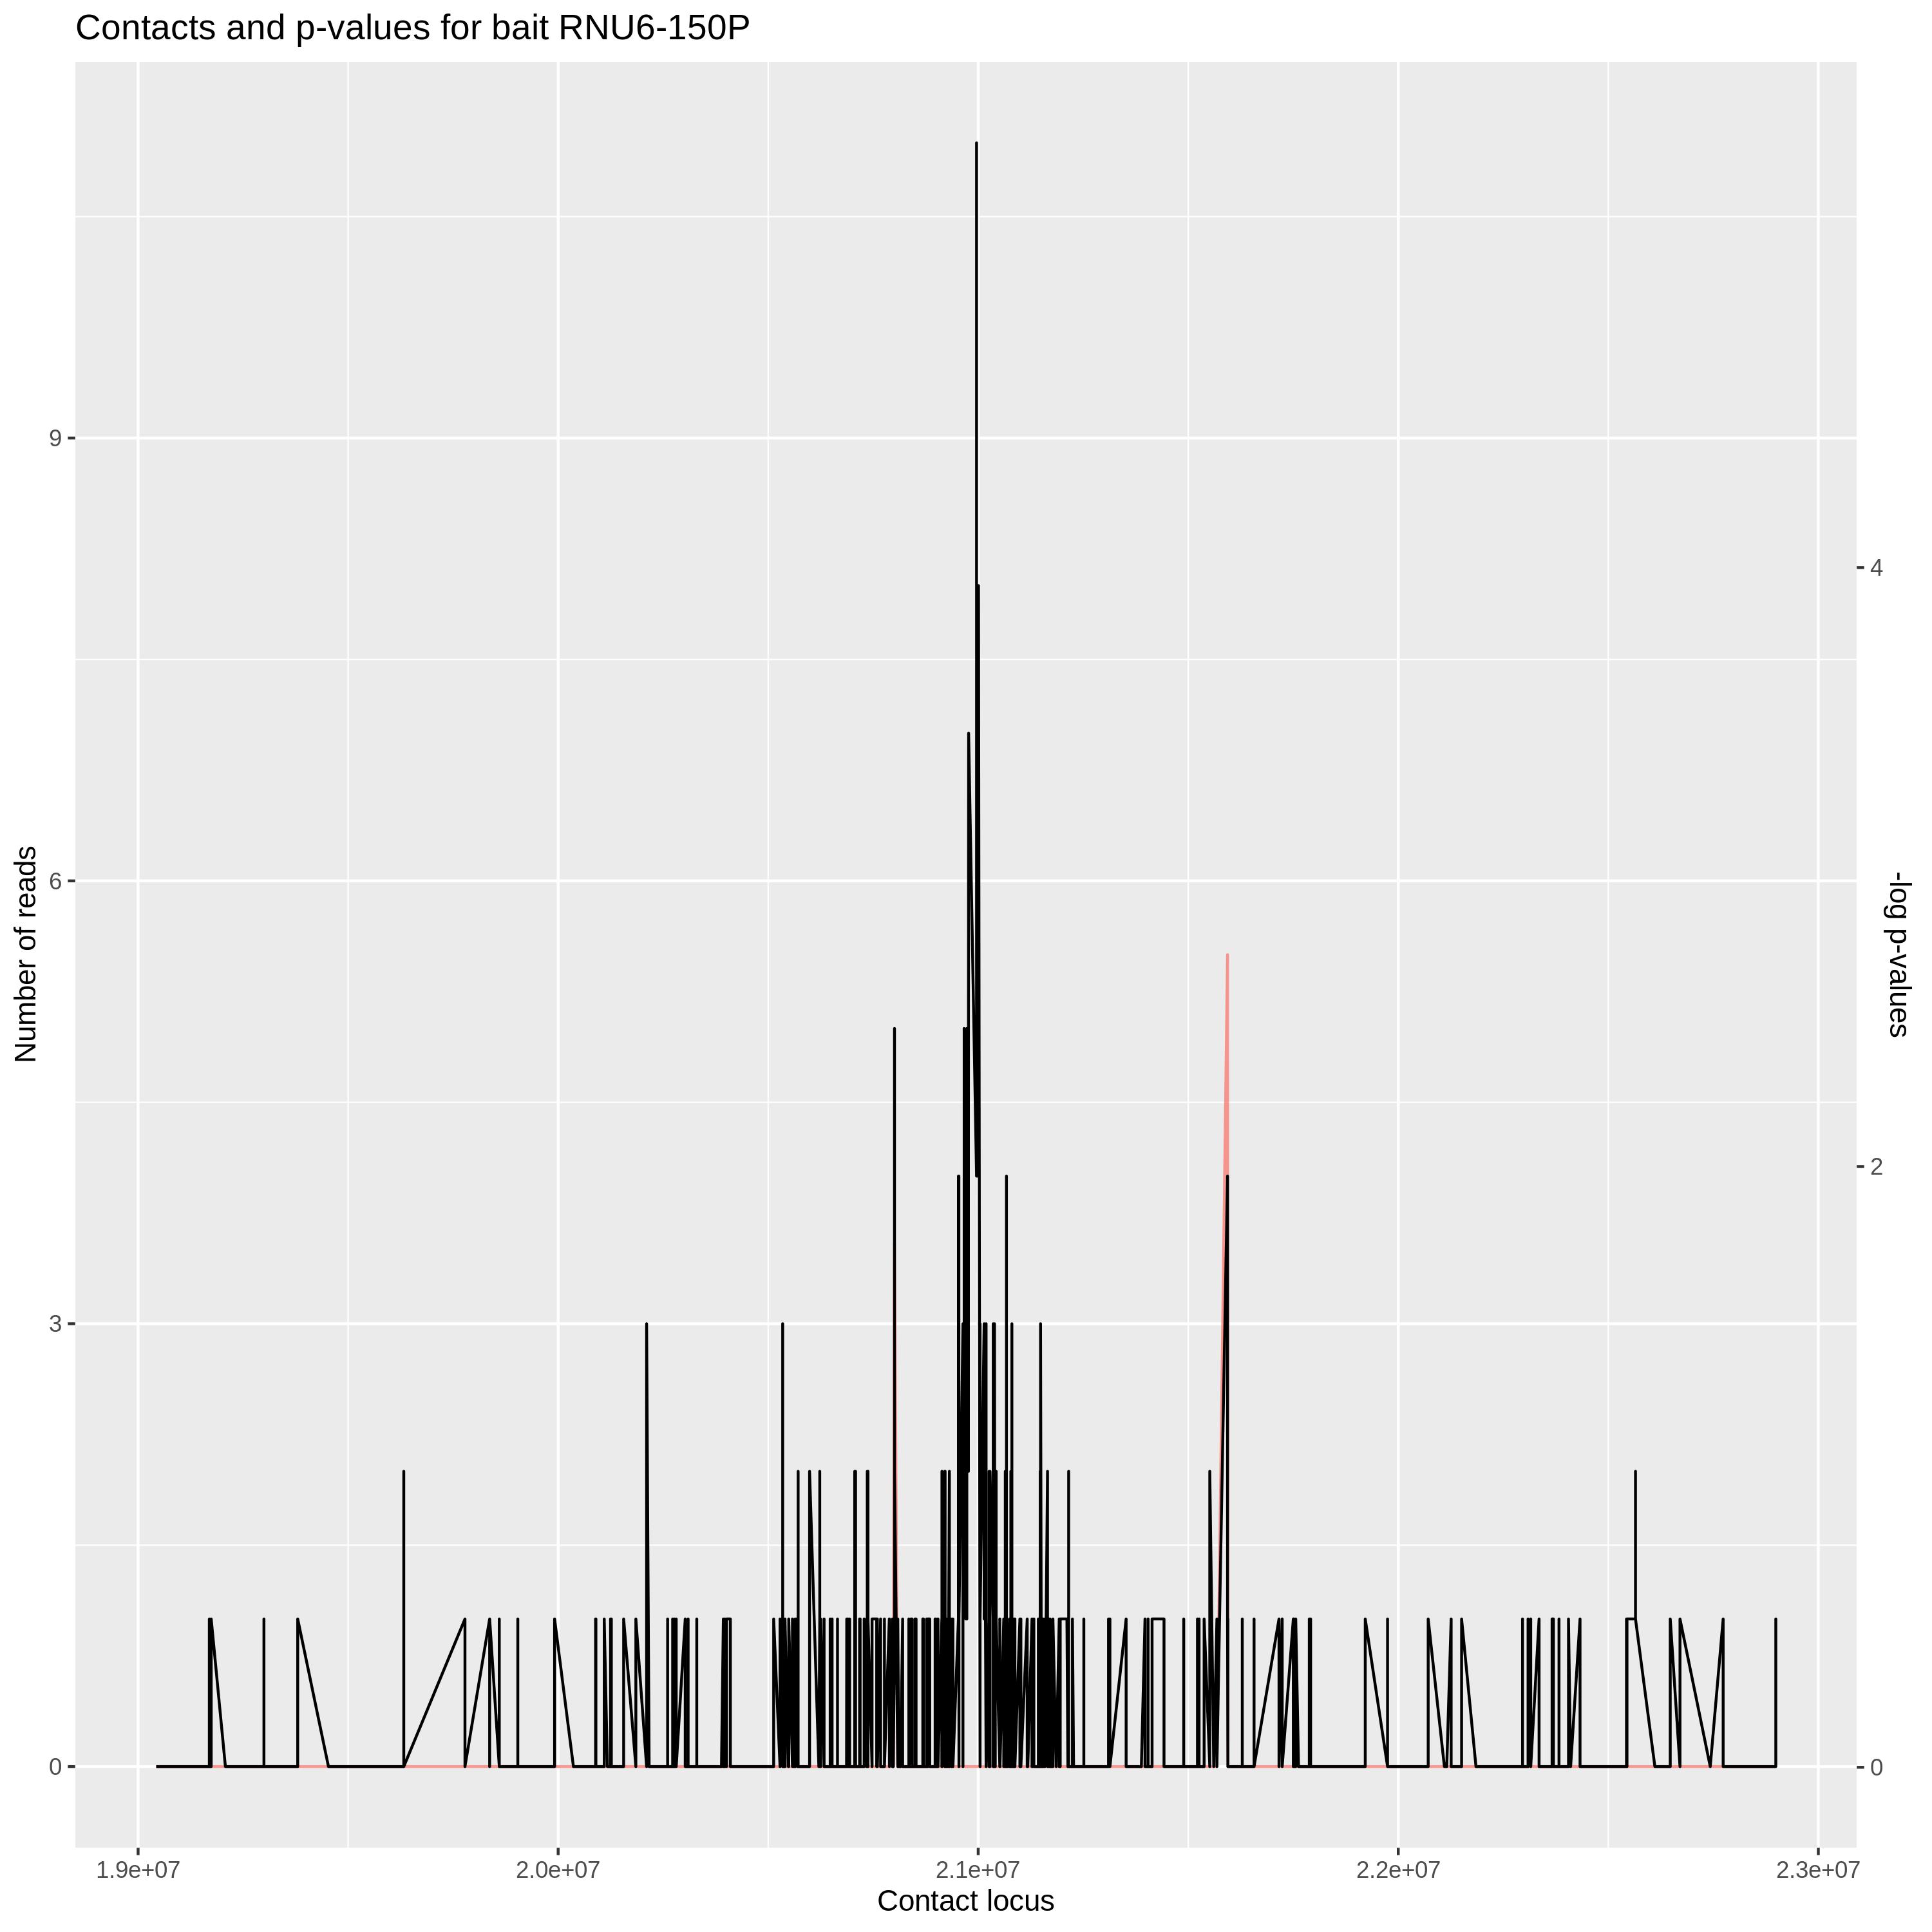 Contacts and p-values for bait RNU6-150P
9
6
3
0
Number of reads
4
2
0
-log p-values
1.9e+07 2.0e+07 2.1e+07 2.2e+07 2.3e+07
Contact locus